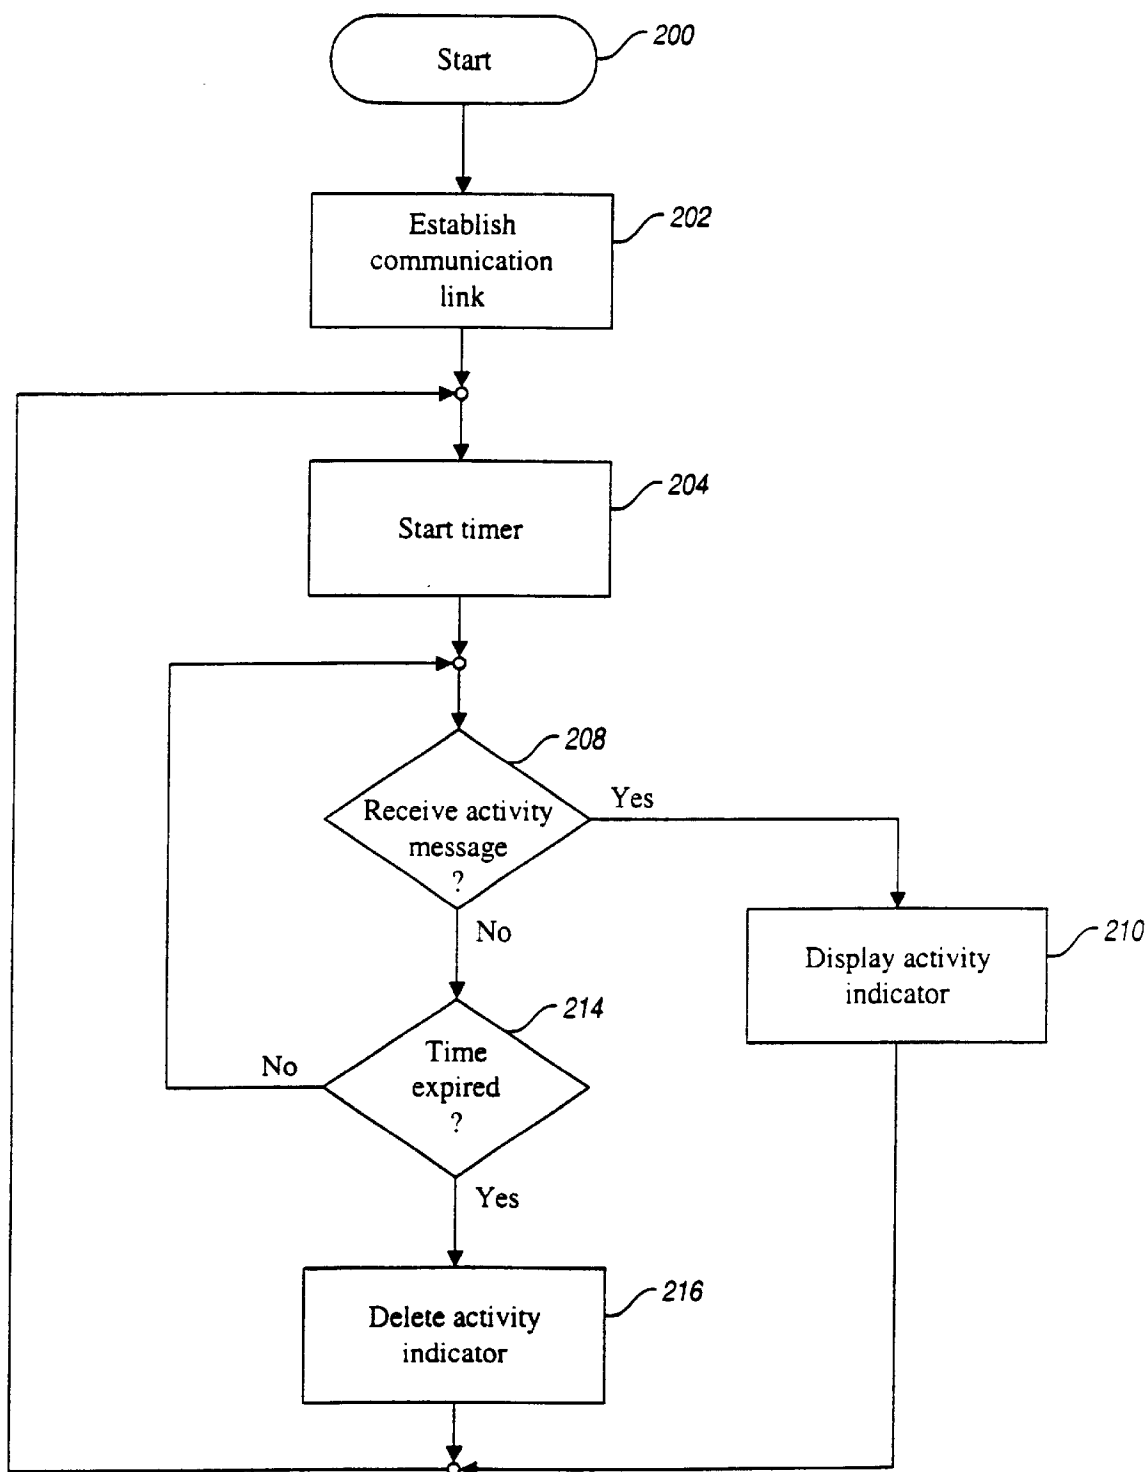 Start
200
Establish
communication
link
202
Start timer
204
208
Receive activity
message
?
Yes
No
Display activity
indicator
210
214
Time
expired
?
No
Yes
Delete activity
indicator
216